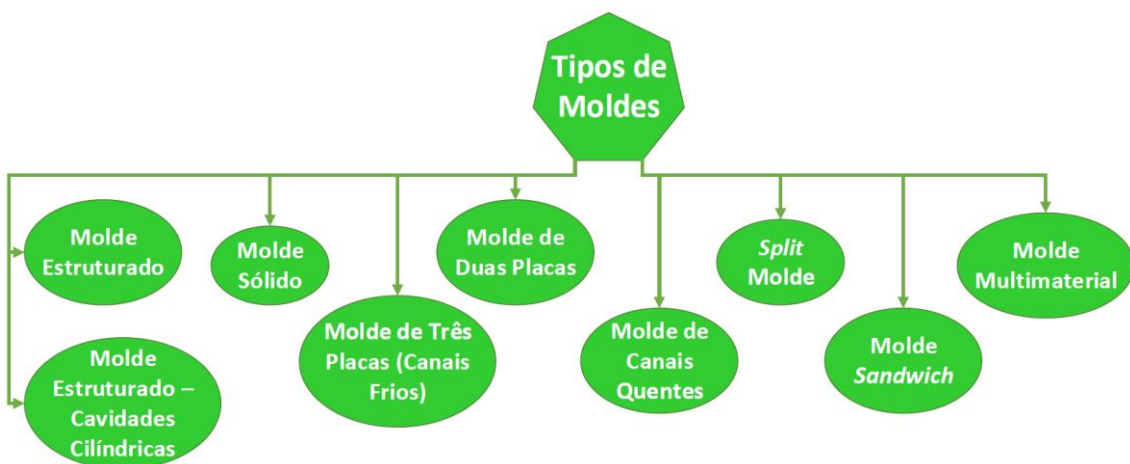 Tipos de
Moldes
Molde
Estruturado
Molde
Sólido
Molde de
Duas Placas
Split
Molde
Molde
Multimaterial
Molde
Estruturado –
Cavidades
Cilíndricas
Molde de Três
Placas (Canais
Frios)
Molde de
Canais
Quentes
Molde
Sandwich